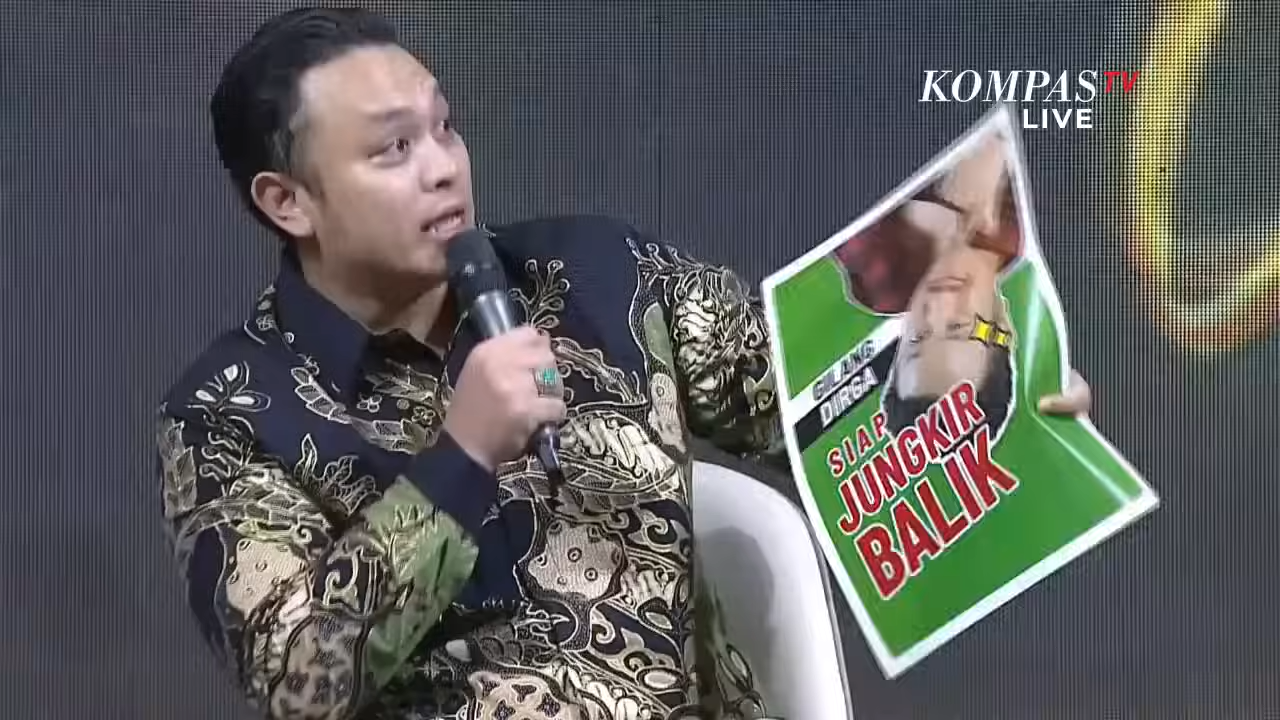 KOMPAS TV
LIVE
GILANG
DIRGA
SIAP
JUNGKIR
BALIK